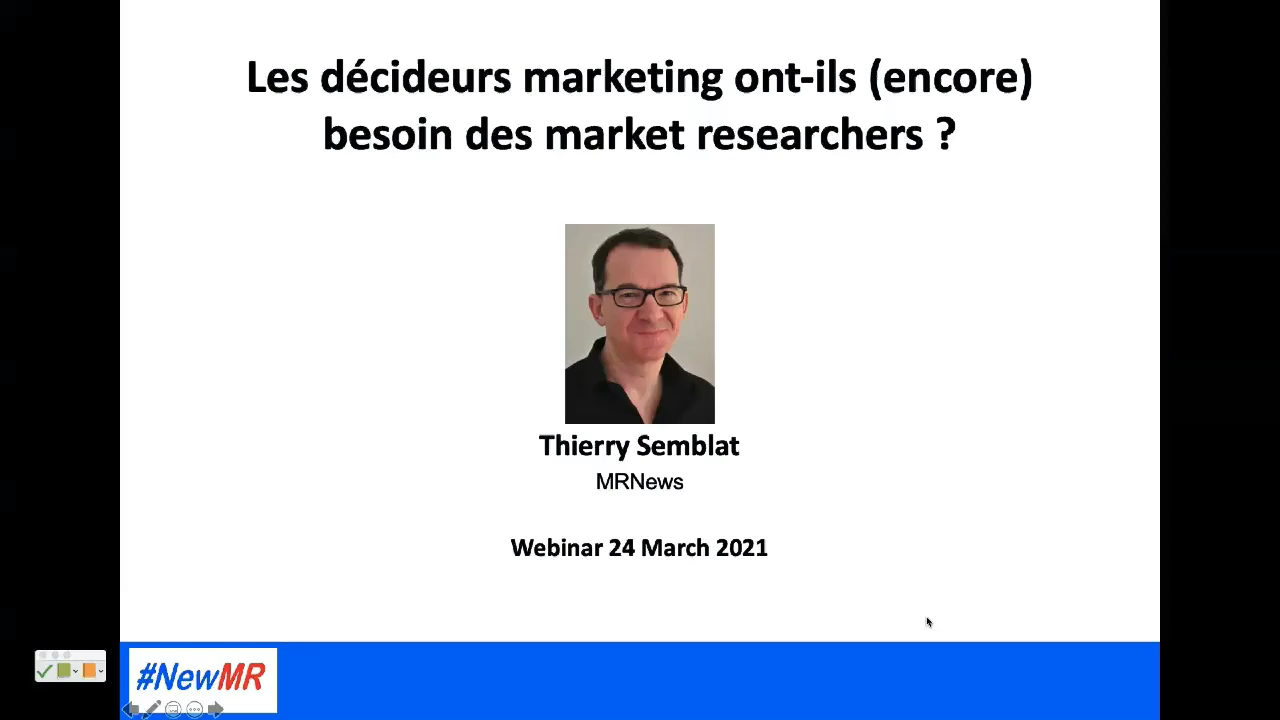 Les décideurs marketing ont-ils (encore)
besoin des market researchers ?
Thierry Semblat
MRNews
Webinar 24 March 2021
#NewMR